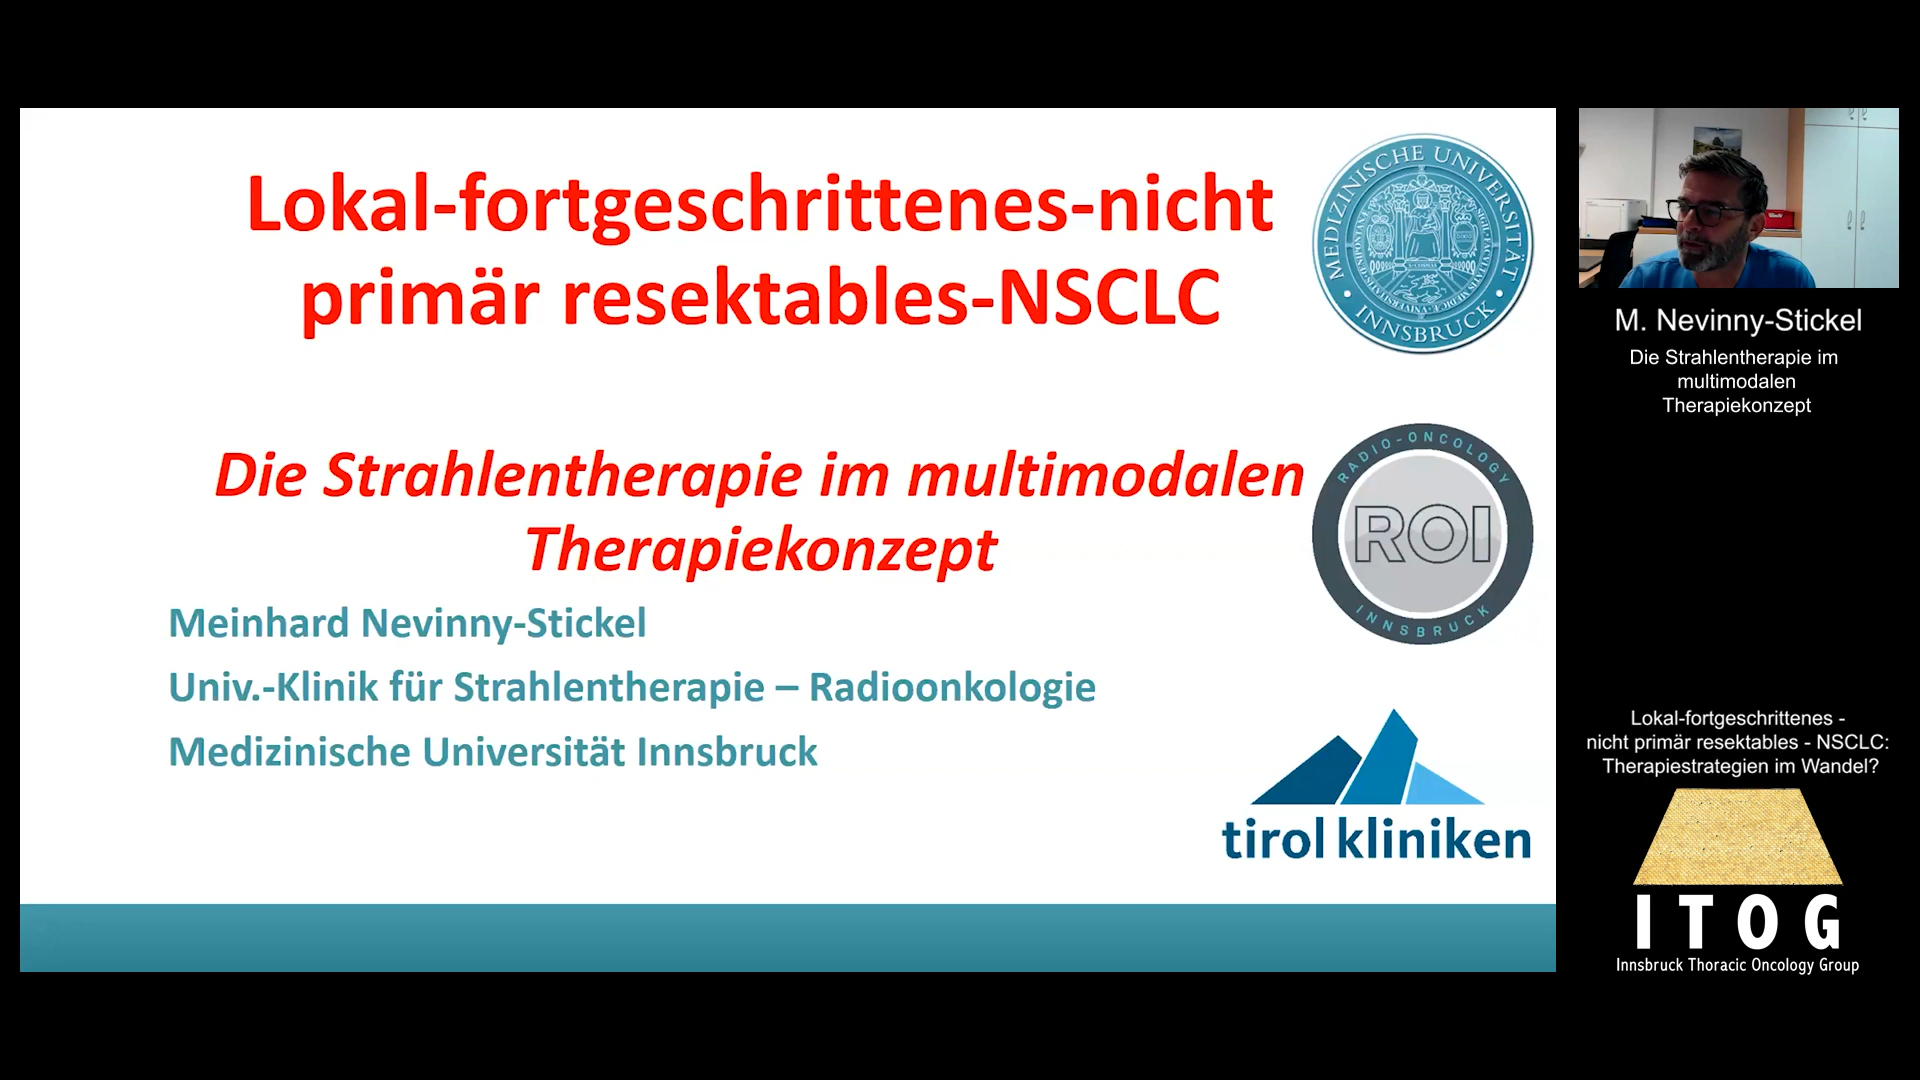 Lokal-fortgeschrittenes-nicht
primär resektables-NSCLC
Die Strahlentherapie im multimodalen
Therapiekonzept
Meinhard Nevinny-Stickel
Univ.-Klinik für Strahlentherapie – Radioonkologie
Medizinische Universität Innsbruck
MEDIZINISCHE UNIVERSITÄT
INNSBRUCK
RADIO-ONCOLOGY
ROI
INNSBRUCK
tirol kliniken
M. Nevinny-Stickel
Die Strahlentherapie im
multimodalen
Therapiekonzept
Lokal-fortgeschrittenes -
nicht primär resektables - NSCLC:
Therapiestrategien im Wandel?
ITOG
Innsbruck Thoracic Oncology Group